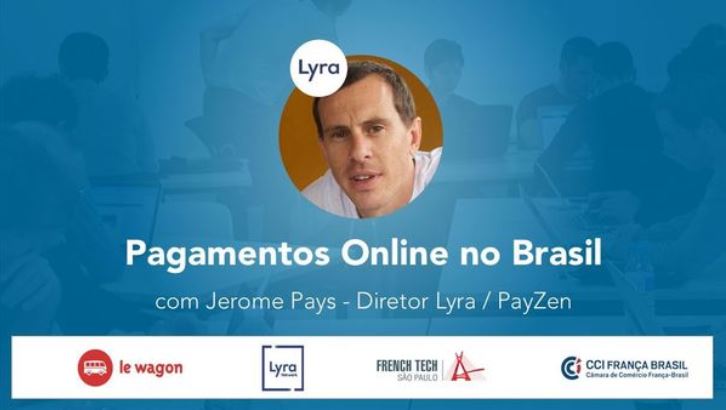 Lyra
Pagamentos Online no Brasil
com Jerome Pays - Diretor Lyra / PayZen
le wagon
Lyra
network
FRENCH TECH
SÃO PAULO
CCI FRANÇA BRASIL
Câmara de Comércio França-Brasil